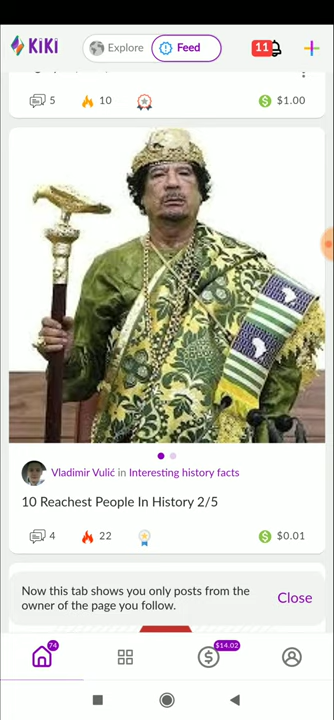 KiKi Explore Feed 11
5 10 $1.00
Vladimir Vulić in Interesting history facts
10 Reachest People In History 2/5
4 22 $0.01
Now this tab shows you only posts from the
owner of the page you follow.
Close
74 $14.02